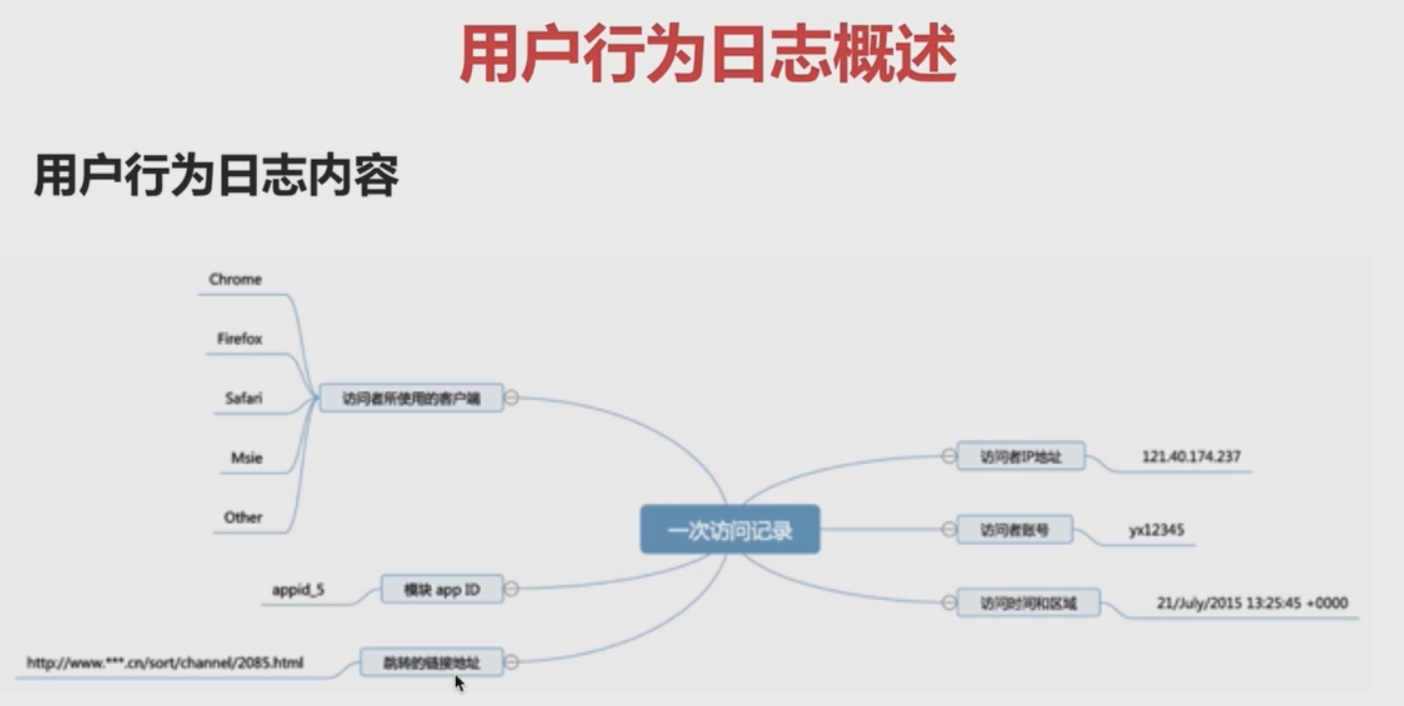 用户行为日志概述
用户行为日志内容
Chrome
Firefox
Safari
Msie
Other
访问者所使用的客户端
appid_5
模块 app ID
http://www.***.cn/sort/channel/2085.html
跳转的链接地址
一次访问记录
访问者IP地址
121.40.174.237
访问者账号
yx12345
访问时间和区域
21/July/2015 13:25:45 +0000